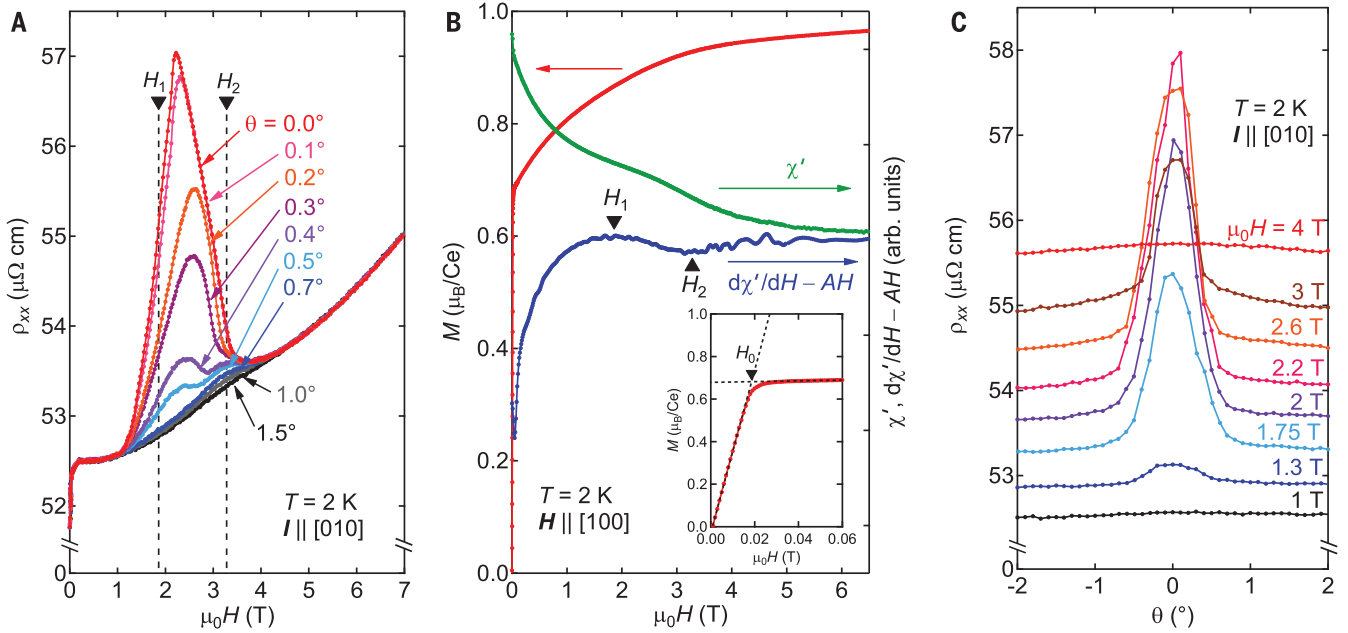 A
57
56
55
54
53
52
0
ρxx (μΩ cm)
H1
H2
θ = 0.0°
0.1°
0.2°
0.3°
0.4°
0.5°
0.7°
1.0°
1.5°
T = 2 K
I || [010]
0 1 2 3 4 5 6 7
μ0H (T)
B
1.0
0.8
0.6
0.4
0.2
0.0
M (μB/Ce)
χ′
H1
H2
dχ′/dH – AH
T = 2 K
H || [100]
1.0
0.8
0.6
0.4
0.2
0.0
M (μB/Ce)
H0
0.00 0.02 0.04 0.06
μ0H (T)
0 1 2 3 4 5 6
μ0H (T)
χ′, dχ′/dH – AH (arb. units)
C
58
57
56
55
54
53
0
ρxx (μΩ cm)
T = 2 K
I || [010]
μ0H = 4 T
3 T
2.6 T
2.2 T
2 T
1.75 T
1.3 T
1 T
-2 -1 0 1 2
θ (°)